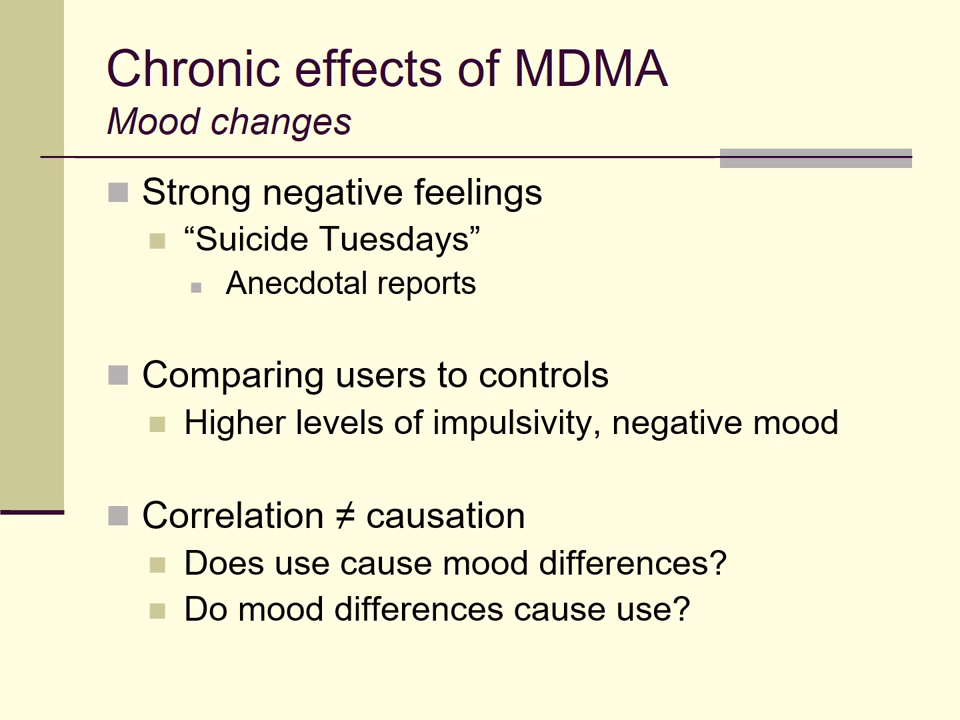 Chronic effects of MDMA
Mood changes
Strong negative feelings
“Suicide Tuesdays”
Anecdotal reports
Comparing users to controls
Higher levels of impulsivity, negative mood
Correlation ≠ causation
Does use cause mood differences?
Do mood differences cause use?